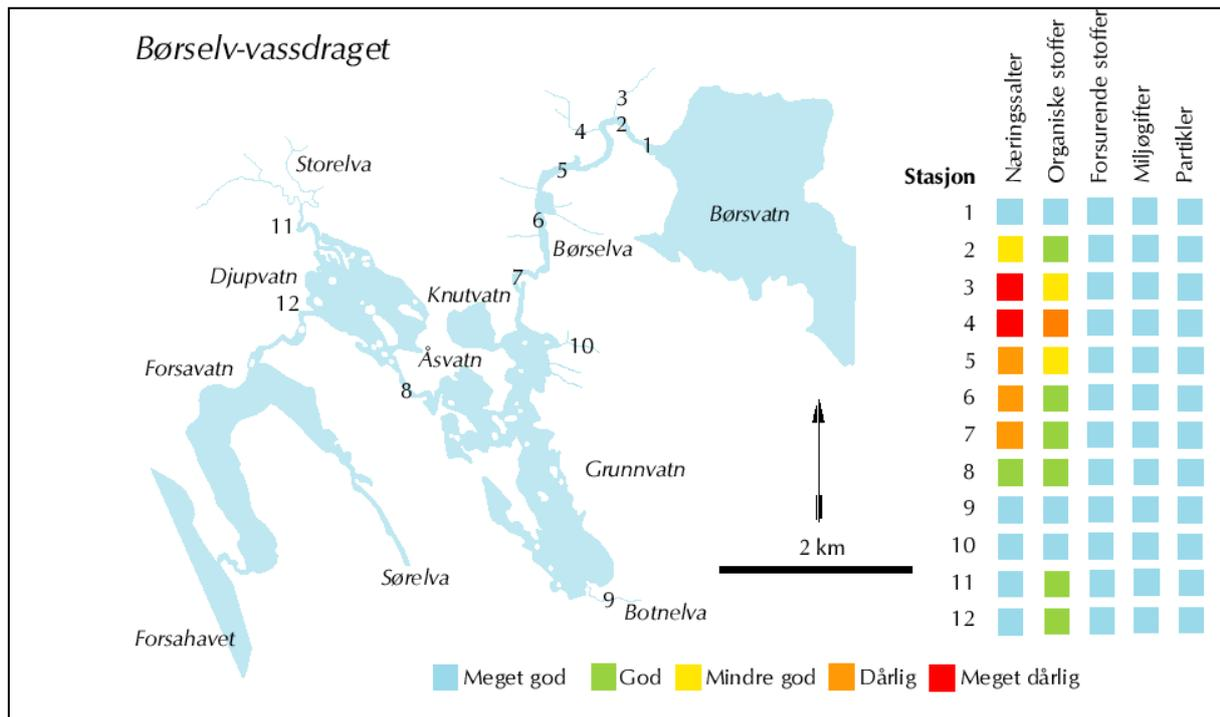 Børselv-vassdraget
Storelva
11
Djupvatn
12
Forsavatn
Forsahavet
Sørelva
Knutvatn
Åsvatn
8
3
2
4
1
5
6
Børselva
7
10
Børsvatn
Grunnvatn
9
Botnelva
2 km
Stasjon
Næringssalter
Organiske stoffer
Forsurende stoffer
Miljøgifter
Partikler
1
2
3
4
5
6
7
8
9
10
11
12
Meget god
God
Mindre god
Dårlig
Meget dårlig